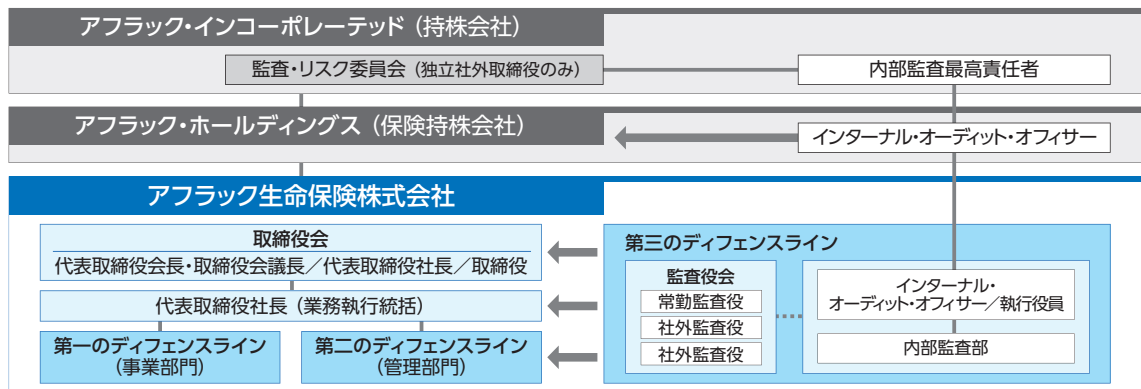 アフラック・インコーポレーテッド（持株会社）
監査・リスク委員会（独立社外取締役のみ）
内部監査最高責任者
アフラック・ホールディングス（保険持株会社）
インターナル・オーディット・オフィサー
アフラック生命保険株式会社
取締役会
代表取締役会長・取締役会議長／代表取締役社長／取締役
代表取締役社長（業務執行統括）
第一のディフェンスライン
（事業部門）
第二のディフェンスライン
（管理部門）
第三のディフェンスライン
監査役会
常勤監査役
社外監査役
社外監査役
インターナル・
オーディット・オフィサー／執行役員
内部監査部